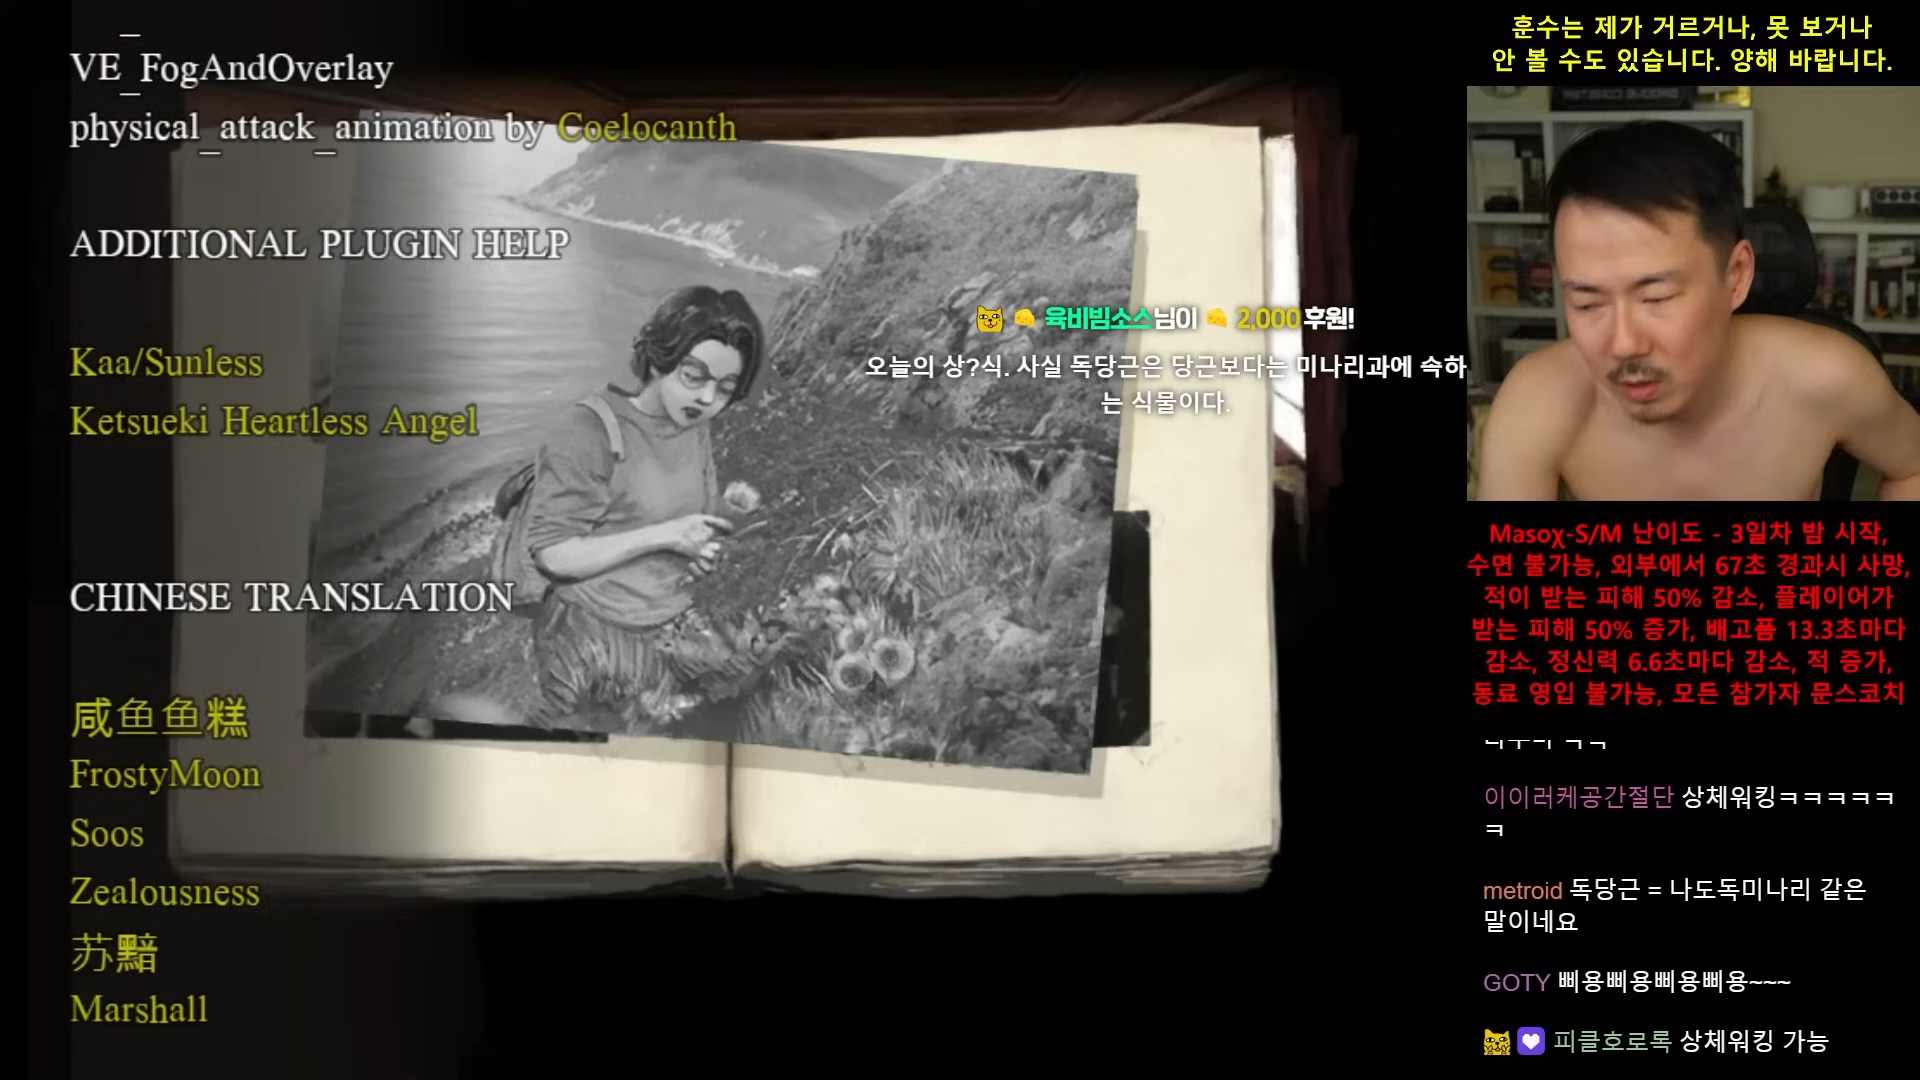 VE_FogAndOverlay
physical_attack_animation by Coelocanth
ADDITIONAL PLUGIN HELP
Kaa/Sunless
Ketsueki Heartless Angel
CHINESE TRANSLATION
咸鱼鱼糕
FrostyMoon
Soos
Zealousness
苏黯
Marshall
육비빔소스님이 2,000 후원!
오늘의 상?식. 사실 독당근은 당근보다는 미나리과에 속하
는 식물이다.
훈수는 제가 거르거나, 못 보거나
안 볼 수도 있습니다. 양해 바랍니다.
Masoχ-S/M 난이도 - 3일차 밤 시작,
수면 불가능, 외부에서 67초 경과시 사망,
적이 받는 피해 50% 감소, 플레이어가
받는 피해 50% 증가, 배고픔 13.3초마다
감소, 정신력 6.6초마다 감소, 적 증가,
동료 영입 불가능, 모든 참가자 문스코치
이이러케공간절단 상체워킹ㅋㅋㅋㅋㅋ
ㅋ
metroid 독당근 = 나도독미나리 같은
말이네요
GOTY 삐용삐용삐용삐용~~~
피클호로록 상체워킹 가능